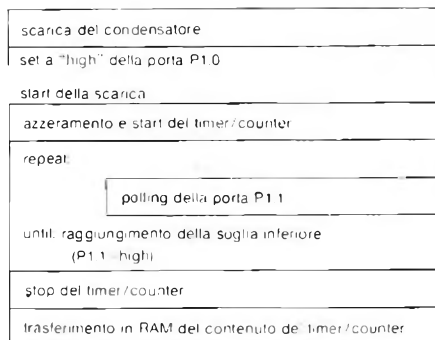 scarica del condensatore
set a "high" della porta P1.0
start della scarica
azzeramento e start del timer/counter
repeat:
polling della porta P1.1
until: raggiungimento della soglia inferiore
(P1.1 high)
stop del timer/counter
trasferimento in RAM del contenuto del timer/counter